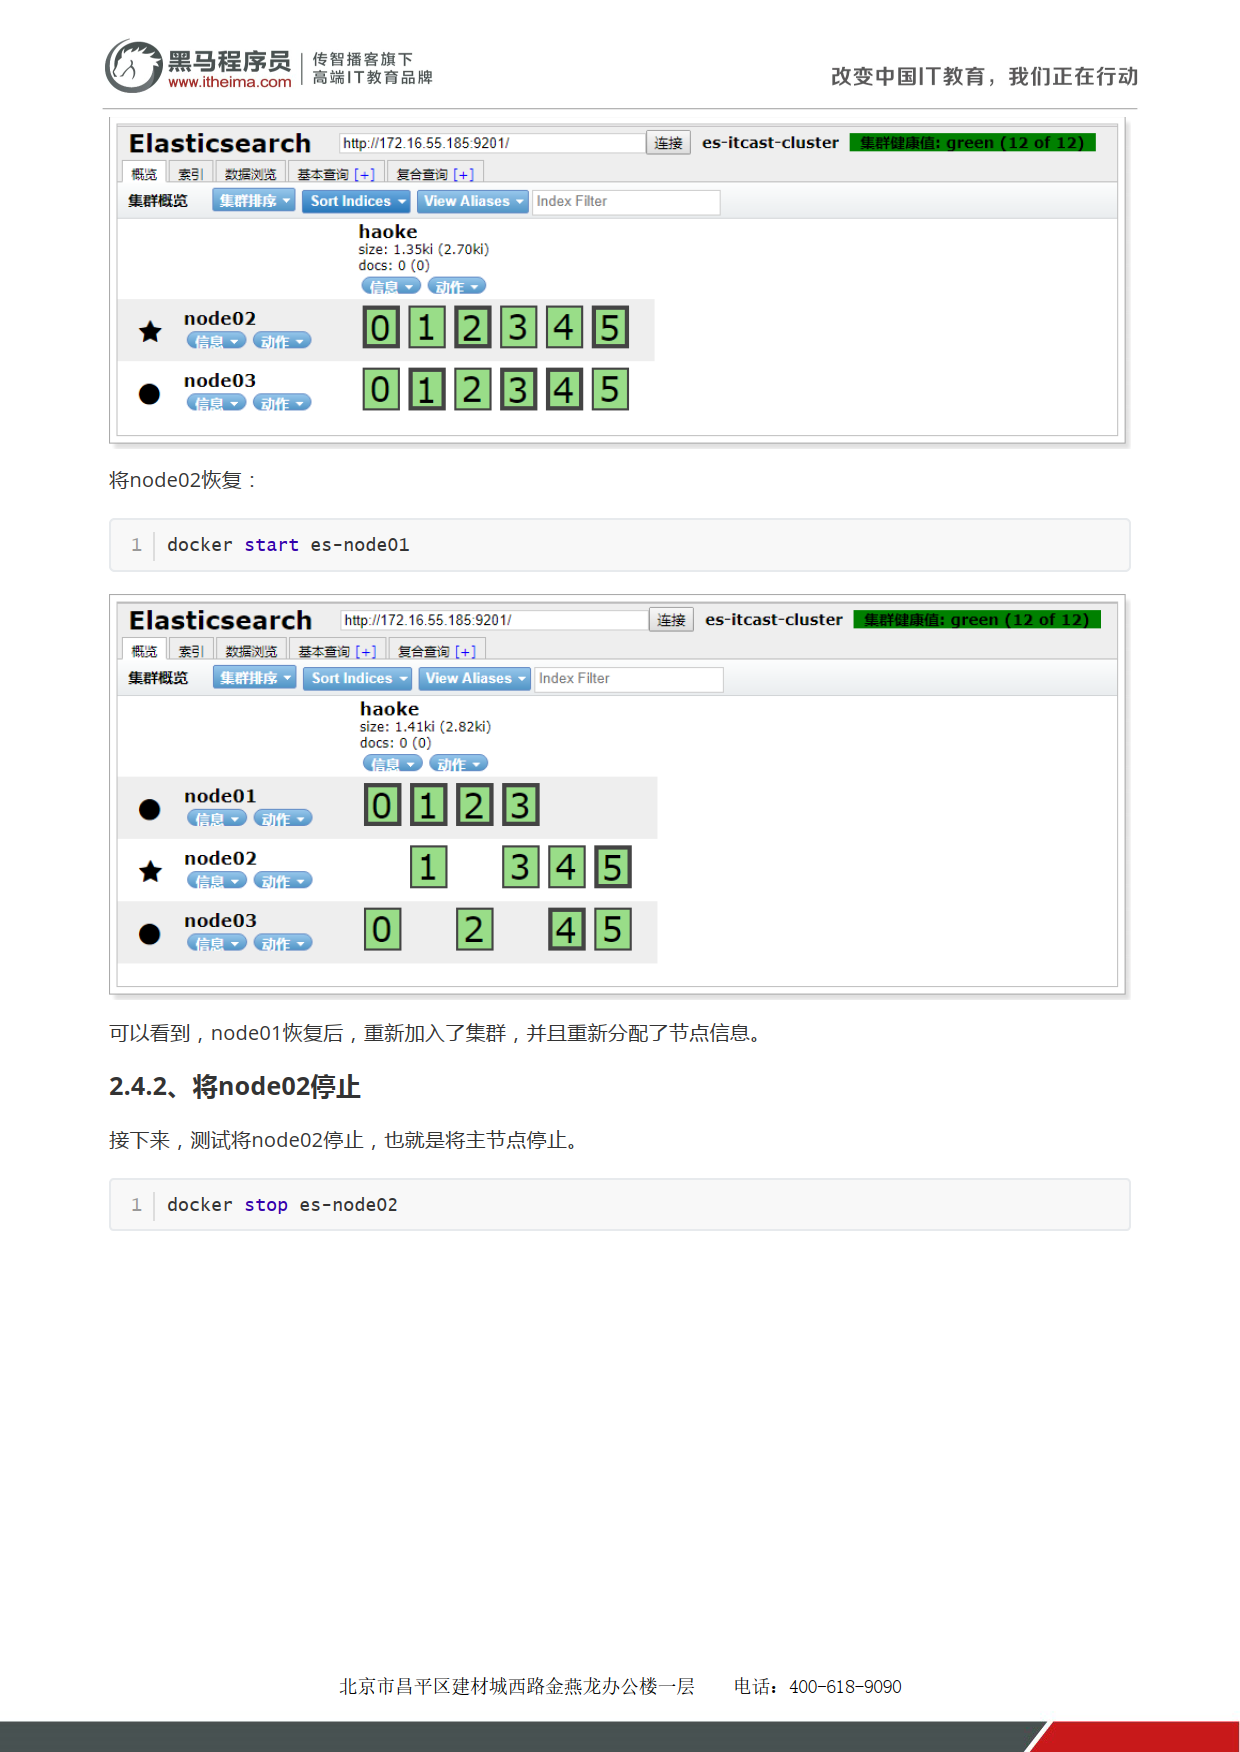 黑马程序员
www.itheima.com
传智播客旗下
高端IT教育品牌
改变中国IT教育，我们正在行动
Elasticsearch http://172.16.55.185:9201/ 连接 es-itcast-cluster 集群健康值: green (12 of 12)
概览 索引 数据浏览 基本查询 [+] 复合查询 [+]
集群概览 集群排序 Sort Indices View Aliases Index Filter
haoke
size: 1.35ki (2.70ki)
docs: 0 (0)
信息 动作
node02 0 1 2 3 4 5
信息 动作
node03 0 1 2 3 4 5
信息 动作
将node02恢复：
1 docker start es-node01
Elasticsearch http://172.16.55.185:9201/ 连接 es-itcast-cluster 集群健康值: green (12 of 12)
概览 索引 数据浏览 基本查询 [+] 复合查询 [+]
集群概览 集群排序 Sort Indices View Aliases Index Filter
haoke
size: 1.41ki (2.82ki)
docs: 0 (0)
信息 动作
node01 0 1 2 3
信息 动作
node02 1 3 4 5
信息 动作
node03 0 2 4 5
信息 动作
可以看到，node01恢复后，重新加入了集群，并且重新分配了节点信息。
2.4.2、将node02停止
接下来，测试将node02停止，也就是将主节点停止。
1 docker stop es-node02
北京市昌平区建材城西路金燕龙办公楼一层 电话：400-618-9090